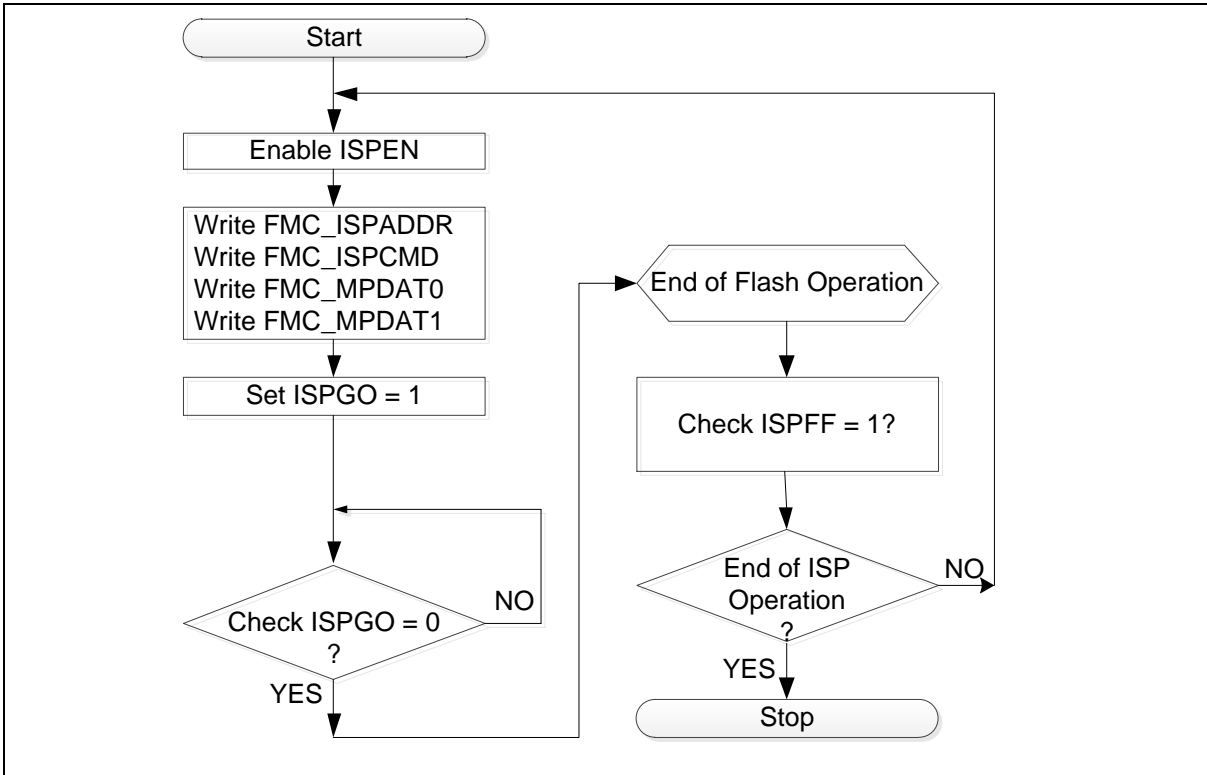 Start
Enable ISPEN
Write FMC_ISPADDR
Write FMC_ISPCMD
Write FMC_MPDAT0
Write FMC_MPDAT1
Set ISPGO = 1
Check ISPGO = 0
?
NO
YES
End of Flash Operation
Check ISPFF = 1?
End of ISP
Operation
?
NO
YES
Stop